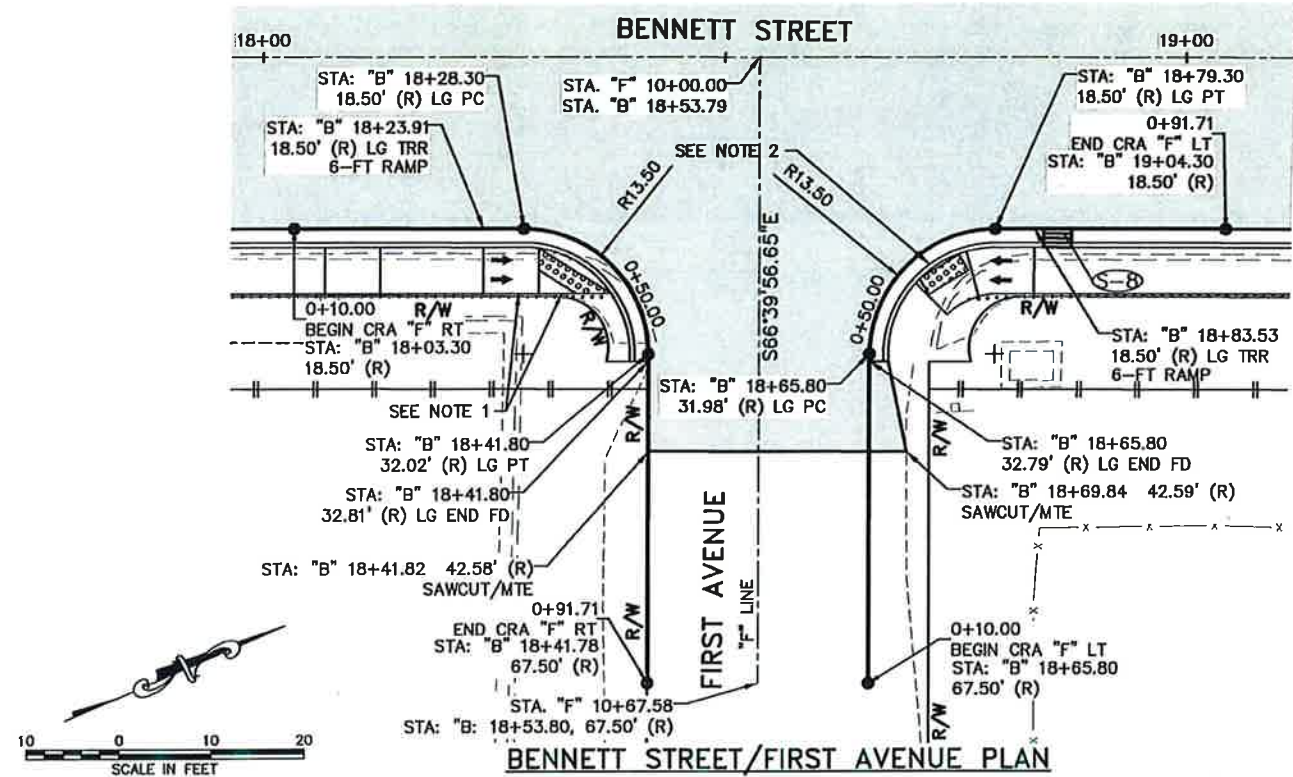 BENNETT STREET
18+00
19+00
STA: "B" 18+28.30
18.50' (R) LG PC
STA: "B" 18+23.91
18.50' (R) LG TRR
6-FT RAMP
STA. "F" 10+00.00
STA. "B" 18+53.79
SEE NOTE 2
STA: "B" 18+79.30
18.50' (R) LG PT
0+91.71
END CRA "F" LT
STA: "B" 19+04.30
18.50' (R)
R13.50
R13.50
S66°39'56.65"E
0+50.00
0+50.00
0+10.00
BEGIN CRA "F" RT
STA: "B" 18+03.30
18.50' (R)
R/W
R/W
R/W
S-8
STA: "B" 18+83.53
18.50' (R) LG TRR
6-FT RAMP
SEE NOTE 1
STA: "B" 18+65.80
31.98' (R) LG PC
STA: "B" 18+41.80
32.02' (R) LG PT
R/W
R/W
STA: "B" 18+65.80
32.79' (R) LG END FD
STA: "B" 18+41.80
32.81' (R) LG END FD
STA: "B" 18+69.84 42.59' (R)
SAWCUT/MTE
STA: "B" 18+41.82 42.58' (R)
SAWCUT/MTE
FIRST AVENUE
"F" LINE
0+91.71
END CRA "F" RT
STA: "B" 18+41.78
67.50' (R)
R/W
0+10.00
BEGIN CRA "F" LT
STA: "B" 18+65.80
67.50' (R)
R/W
STA. "F" 10+67.58
STA: "B: 18+53.80, 67.50' (R)
10 0 10 20
SCALE IN FEET
BENNETT STREET/FIRST AVENUE PLAN